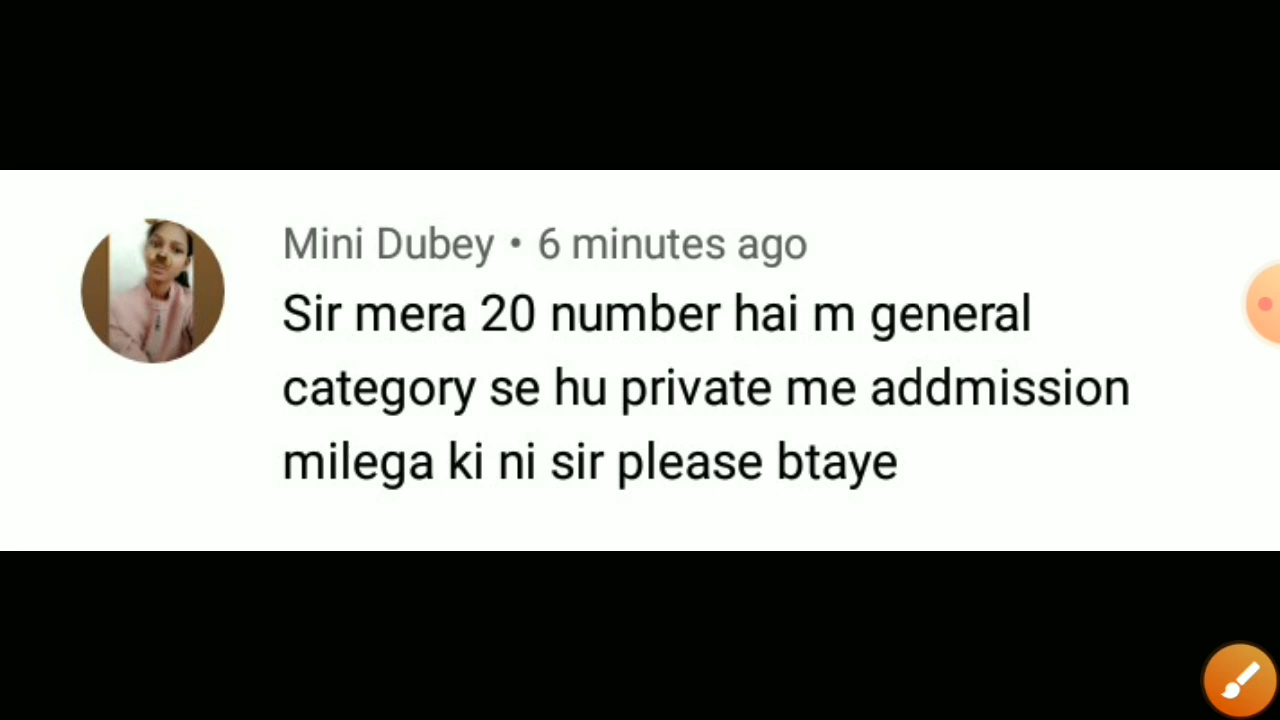 Mini Dubey • 6 minutes ago
Sir mera 20 number hai m general
category se hu private me addmission
milega ki ni sir please btaye